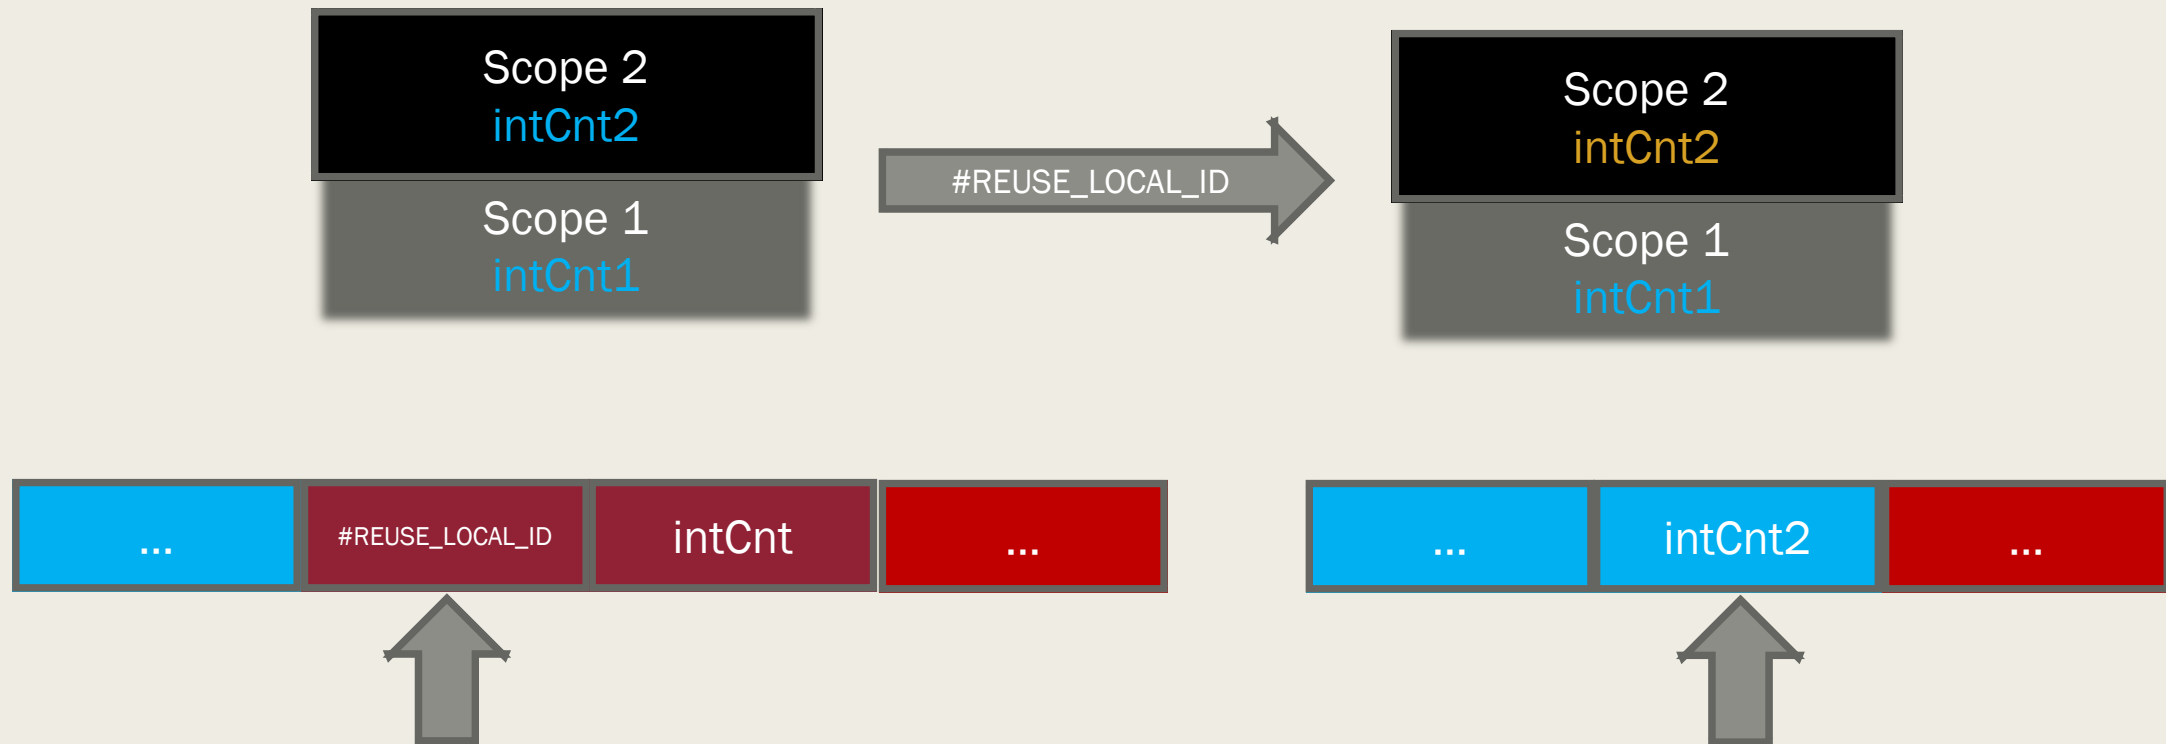 Scope 2
intCnt2
Scope 1
intCnt1
#REUSE_LOCAL_ID
Scope 2
intCnt2
Scope 1
intCnt1
...
#REUSE_LOCAL_ID
intCnt
...
...
intCnt2
...